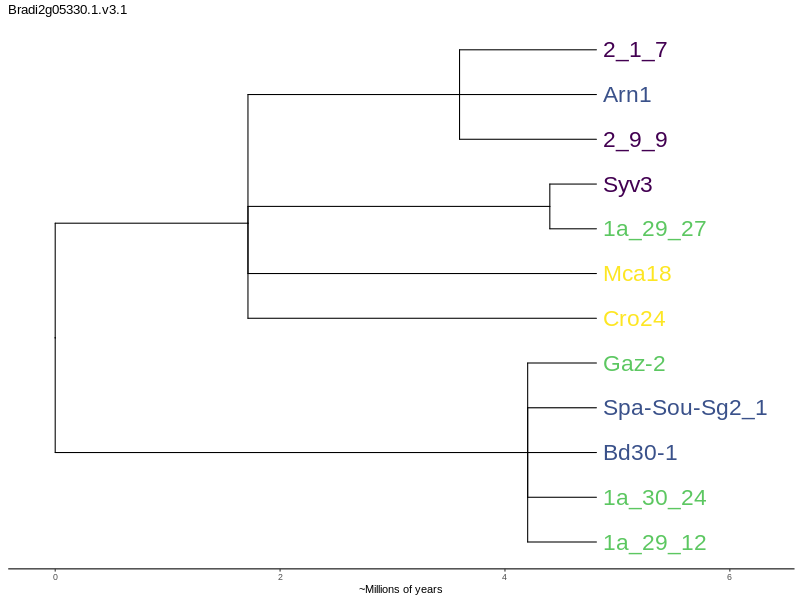 Bradi2g05330.1.v3.1
2_1_7
Arn1
2_9_9
Syv3
1a_29_27
Mca18
Cro24
Gaz-2
Spa-Sou-Sg2_1
Bd30-1
1a_30_24
1a_29_12
0 2 4 6
~Millions of years